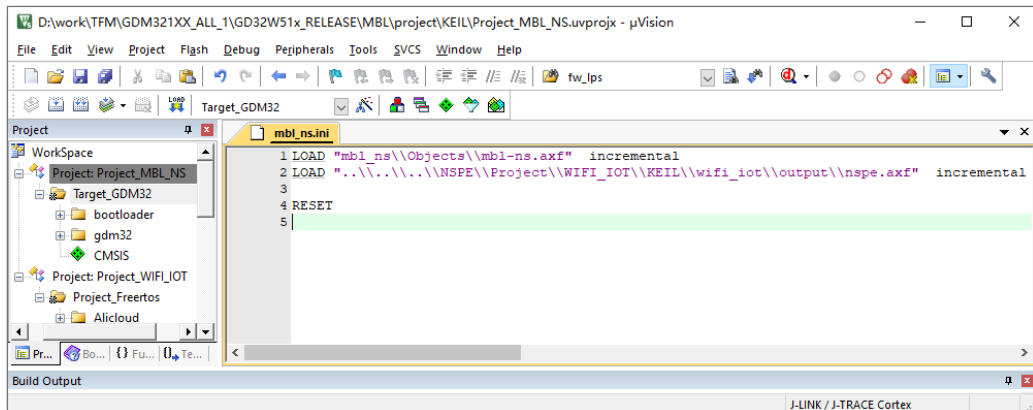 D:\work\TFM\GDM321XX_ALL_1\GD32W51x_RELEASE\MBL\project\KEIL\Project_MBL_NS.uvprojx - µVision
File Edit View Project Flash Debug Peripherals Tools SVCS Window Help
fw_lps
LOAD Target_GDM32
Project
mbl_ns.ini
WorkSpace
Project: Project_MBL_NS
Target_GDM32
bootloader
gdm32
CMSIS
Project: Project_WIFI_IOT
Project_Freertos
Alicloud
1 LOAD "mbl_ns\\Objects\\mbl-ns.axf" incremental
2 LOAD "..\\..\\..\\NSPE\\Project\\WIFI_IOT\\KEIL\\wifi_iot\\output\\nspe.axf" incremental
3
4 RESET
5
Pr... Bo... {} Fu... 0 Te...
Build Output
J-LINK / J-TRACE Cortex